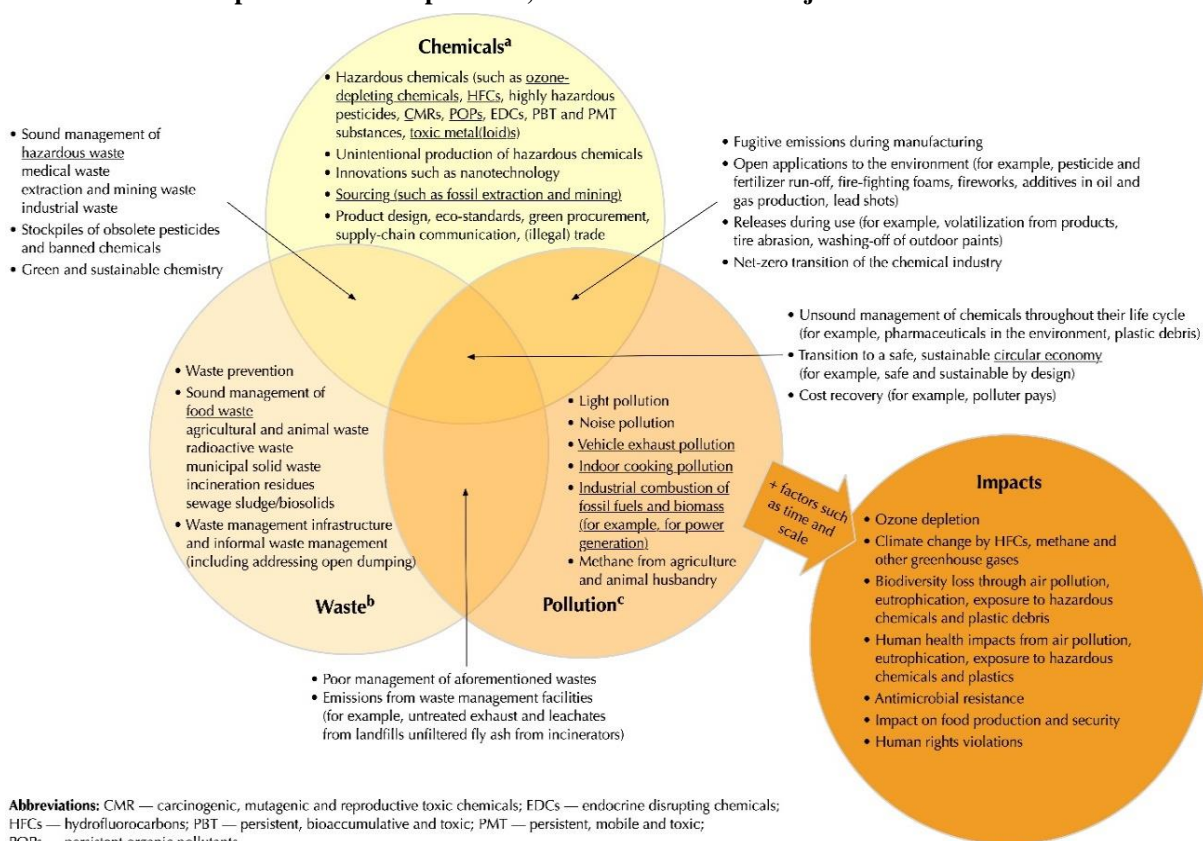 Chemicalsᵃ
• Hazardous chemicals (such as ozone-
depleting chemicals, HFCs, highly hazardous
pesticides, CMRs, POPs, EDCs, PBT and PMT
substances, toxic metal(loid)s)
• Unintentional production of hazardous chemicals
• Innovations such as nanotechnology
• Sourcing (such as fossil extraction and mining)
• Product design, eco-standards, green procurement,
supply-chain communication, (illegal) trade
• Sound management of
hazardous waste
medical waste
extraction and mining waste
industrial waste
• Stockpiles of obsolete pesticides
and banned chemicals
• Green and sustainable chemistry
• Fugitive emissions during manufacturing
• Open applications to the environment (for example, pesticide and
fertilizer run-off, fire-fighting foams, fireworks, additives in oil and
gas production, lead shots)
• Releases during use (for example, volatilization from products,
tire abrasion, washing-off of outdoor paints)
• Net-zero transition of the chemical industry
• Unsound management of chemicals throughout their life cycle
(for example, pharmaceuticals in the environment, plastic debris)
• Transition to a safe, sustainable circular economy
(for example, safe and sustainable by design)
• Cost recovery (for example, polluter pays)
• Waste prevention
• Sound management of
food waste
agricultural and animal waste
radioactive waste
municipal solid waste
incineration residues
sewage sludge/biosolids
• Waste management infrastructure
and informal waste management
(including addressing open dumping)
Wasteᵇ
• Light pollution
• Noise pollution
• Vehicle exhaust pollution
• Indoor cooking pollution
• Industrial combustion of
fossil fuels and biomass
(for example, for power
generation)
• Methane from agriculture
and animal husbandry
Pollutionᶜ
+ factors such
as time and
scale
Impacts
• Ozone depletion
• Climate change by HFCs, methane and
other greenhouse gases
• Biodiversity loss through air pollution,
eutrophication, exposure to hazardous
chemicals and plastic debris
• Human health impacts from air pollution,
eutrophication, exposure to hazardous
chemicals and plastics
• Antimicrobial resistance
• Impact on food production and security
• Human rights violations
• Poor management of aforementioned wastes
• Emissions from waste management facilities
(for example, untreated exhaust and leachates
from landfills unfiltered fly ash from incinerators)
Abbreviations: CMR — carcinogenic, mutagenic and reproductive toxic chemicals; EDCs — endocrine disrupting chemicals;
HFCs — hydrofluorocarbons; PBT — persistent, bioaccumulative and toxic; PMT — persistent, mobile and toxic;
POPs — persistent organic pollutants